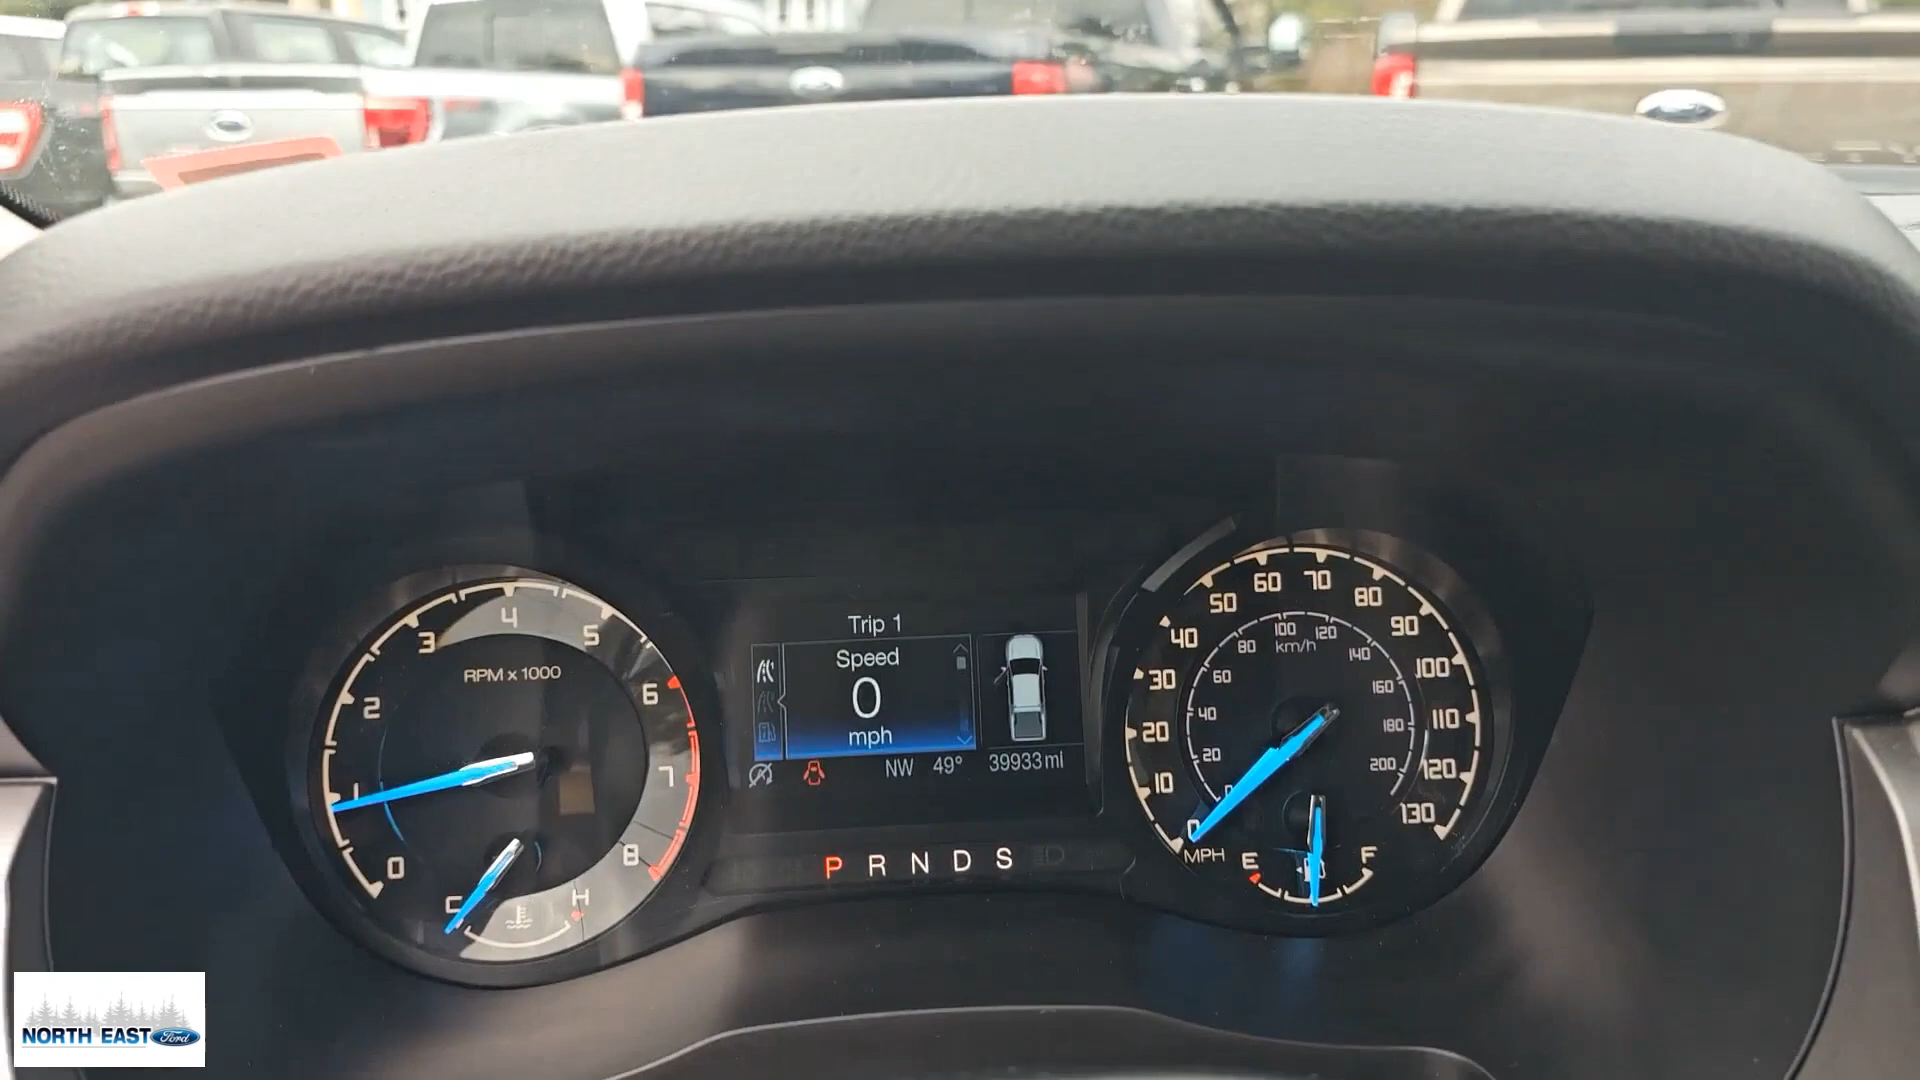 4
3
5
RPM x 1000
6
2
7
1
8
0
C
H
Trip 1
Speed
0
mph
NW 49° 39933 mi
P R N D S
60 70
50 80
40 90
30 100
20 110
10 120
0 130
MPH
km/h
100 120
80 140
60 160
40 180
20 200
0
E F
NORTH EAST Ford